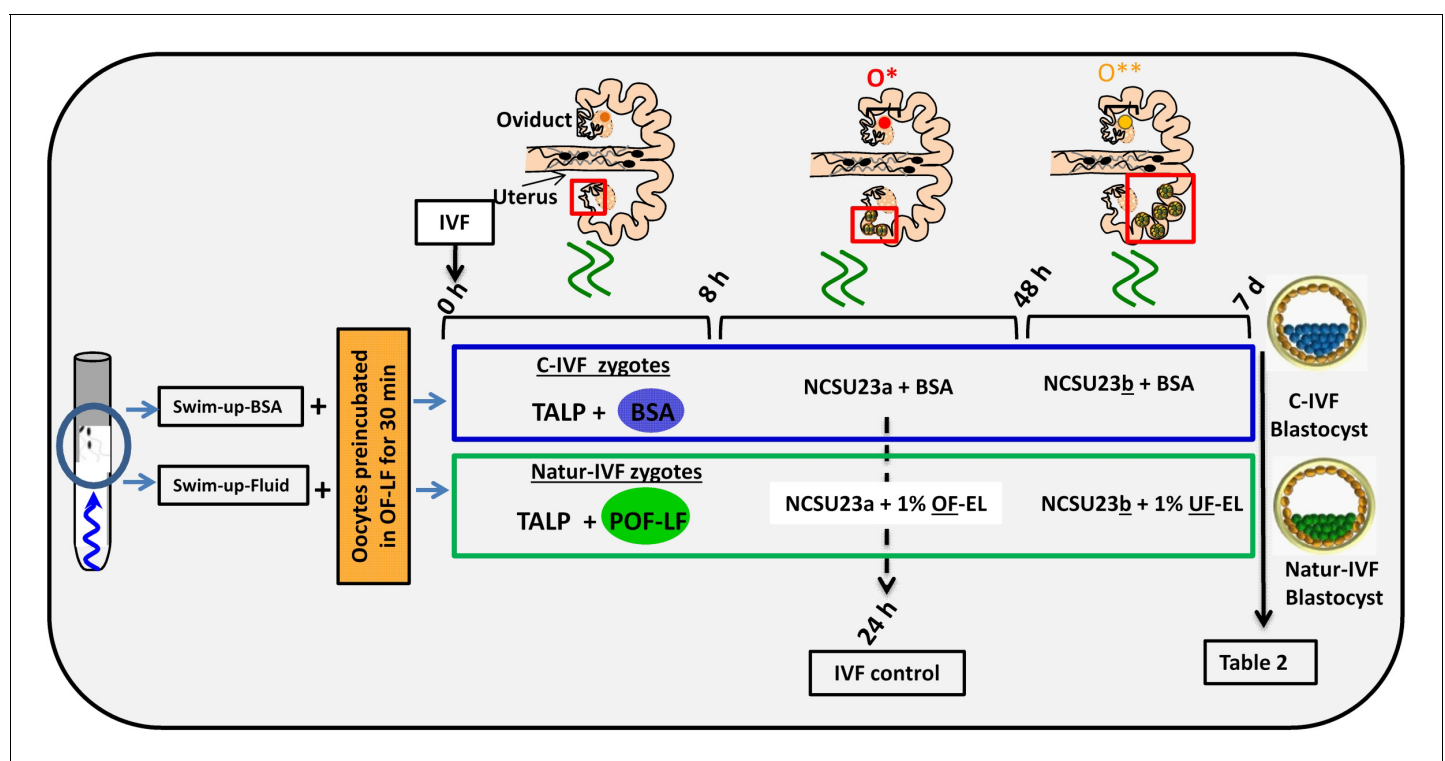 O*
O**
Oviduct
Uterus
IVF
0 h
8 h
48 h
7 d
Swim-up-BSA
+
Swim-up-Fluid
+
Oocytes preincubated
in OF-LF for 30 min
C-IVF zygotes
TALP + BSA
NCSU23a + BSA
NCSU23b + BSA
Natur-IVF zygotes
TALP + POF-LF
NCSU23a + 1% OF-EL
NCSU23b + 1% UF-EL
C-IVF
Blastocyst
Natur-IVF
Blastocyst
24 h
IVF control
Table 2